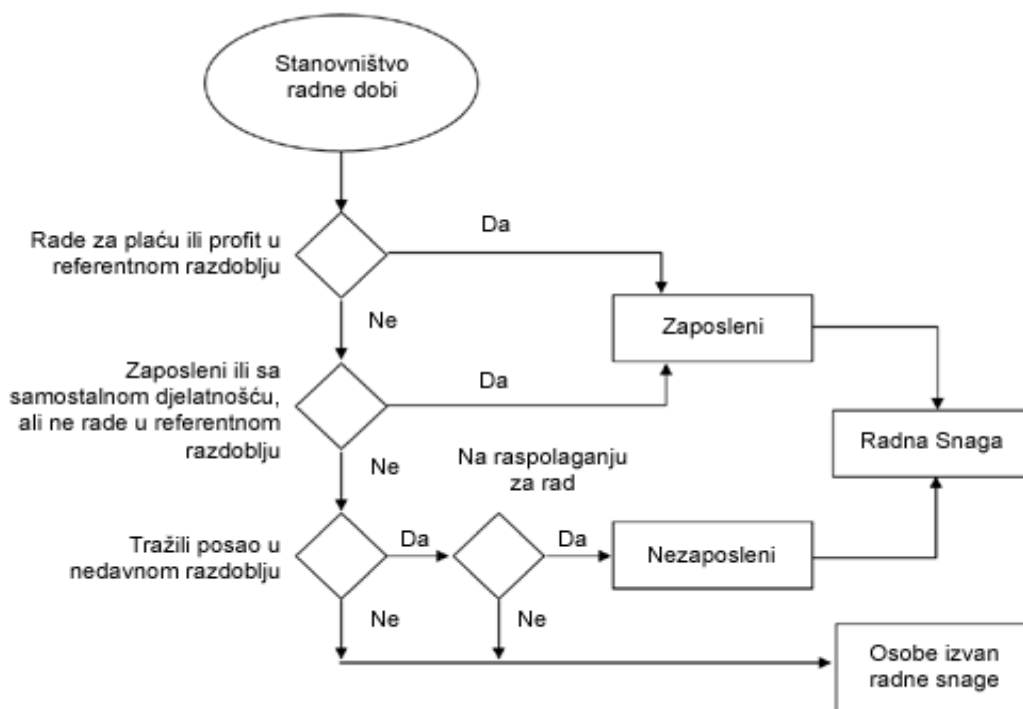 Stanovništvo
radne dobi
Da
Rade za plaću ili profit u
referentnom razdoblju
Ne
Zaposleni
Zaposleni ili sa
samostalnom djelatnošću,
ali ne rade u referentnom
razdoblju
Da
Radna Snaga
Ne
Na raspolaganju
za rad
Tražili posao u
nedavnom razdoblju
Da
Da
Nezaposleni
Ne
Ne
Osobe izvan
radne snage